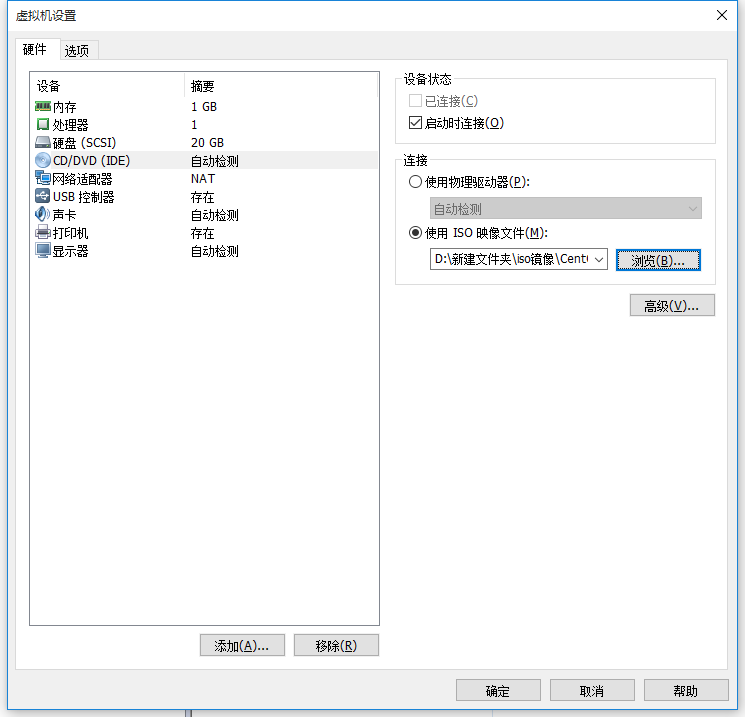 虚拟机设置
硬件 选项
设备 摘要
内存 1 GB
处理器 1
硬盘 (SCSI) 20 GB
CD/DVD (IDE) 自动检测
网络适配器 NAT
USB 控制器 存在
声卡 自动检测
打印机 存在
显示器 自动检测
添加(A)... 移除(R)
设备状态
已连接(C)
启动时连接(O)
连接
使用物理驱动器(P):
自动检测
使用 ISO 映像文件(M):
D:\新建文件夹\iso镜像\Cent 浏览(B)...
高级(V)...
确定 取消 帮助